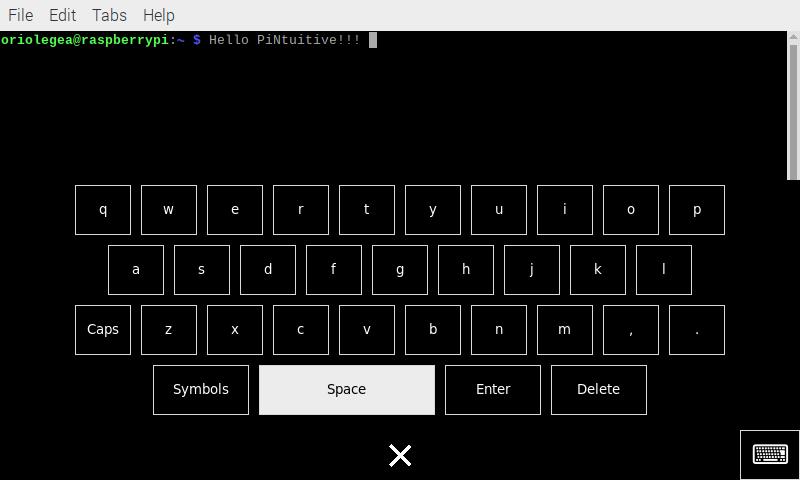 File Edit Tabs Help
oriolegea@raspberrypi:~ $ Hello PiNtuitive!!!
q w e r t y u i o p
a s d f g h j k l
Caps z x c v b n m , .
Symbols Space Enter Delete